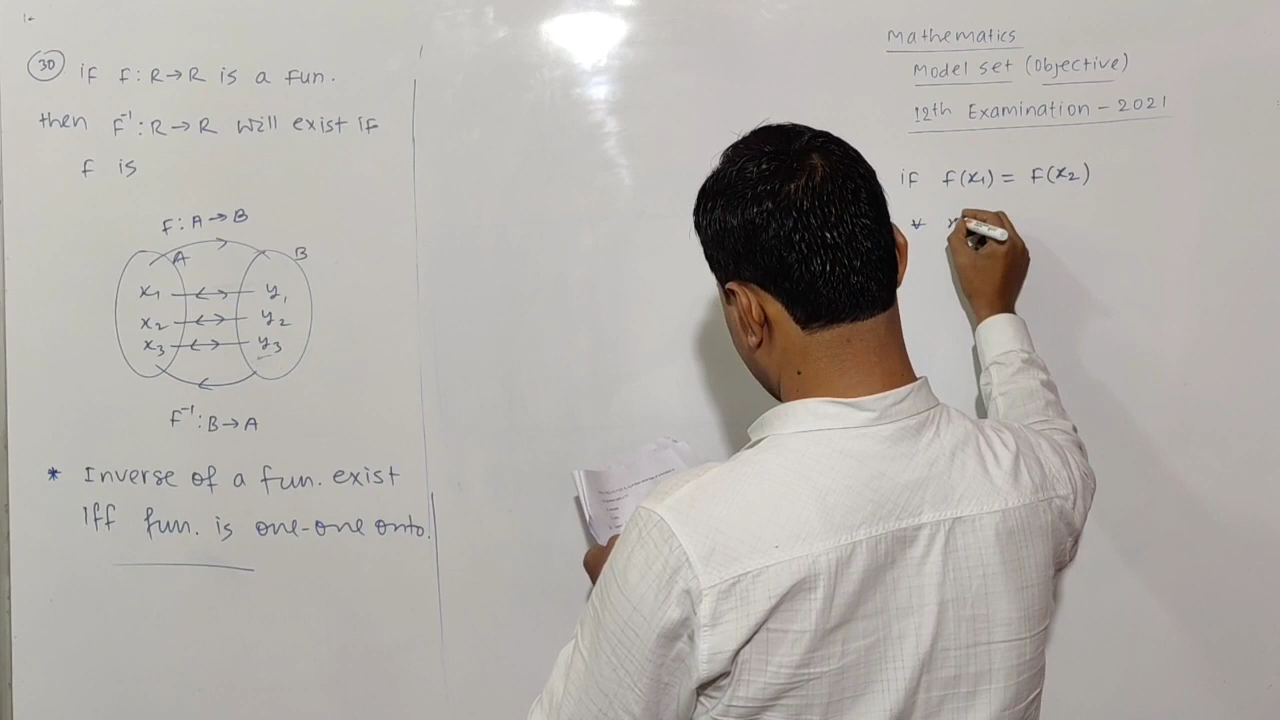 30 if f: R→R is a fun.
then f⁻¹: R→R will exist if
f is
f: A→B
A B
x₁ y₁
x₂ y₂
x₃ y₃
f⁻¹: B→A
* Inverse of a fun. exist
Iff fun. is one-one onto.
Mathematics
Model set (Objective)
12th Examination - 2021
if f(x₁) = f(x₂)
∀